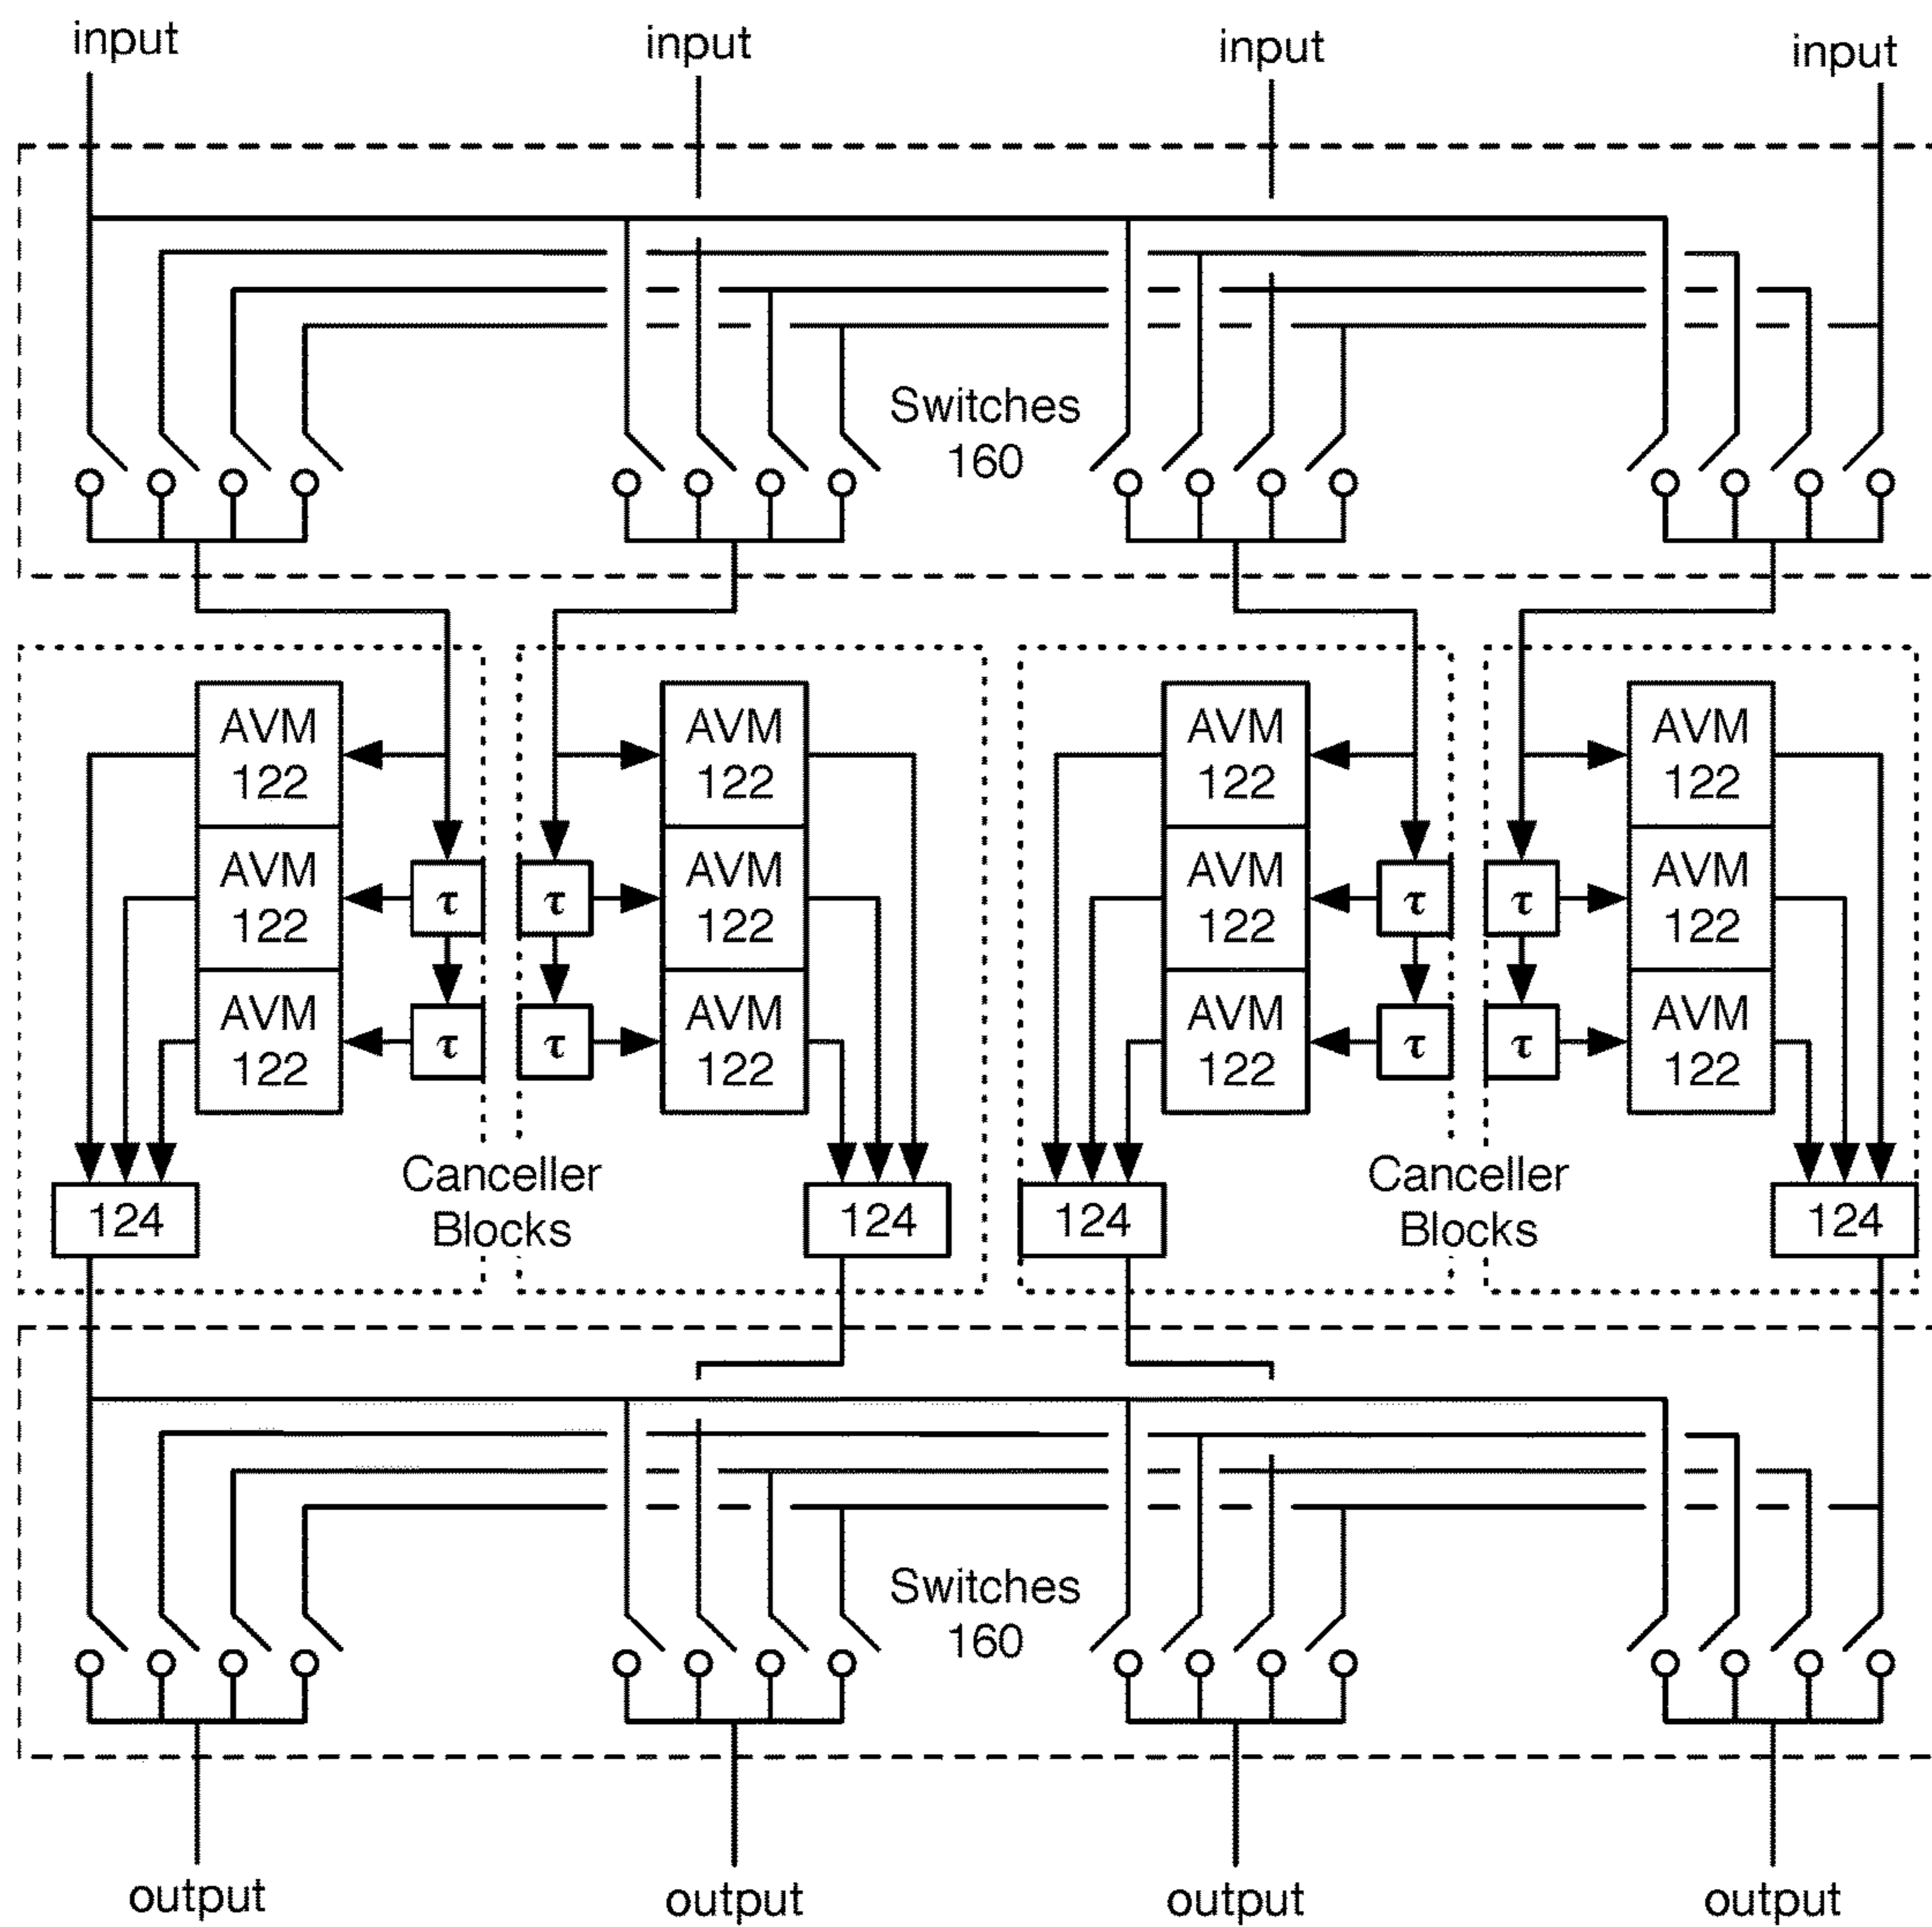 input input input input
Switches
160
AVM
122
AVM
122
AVM
122
AVM
122
AVM
122
τ
τ
AVM
122
AVM
122
τ
τ
AVM
122
AVM
122
τ
τ
AVM
122
AVM
122
τ
τ
AVM
122
Canceller
Blocks
Canceller
Blocks
124 124 124 124
Switches
160
output output output output